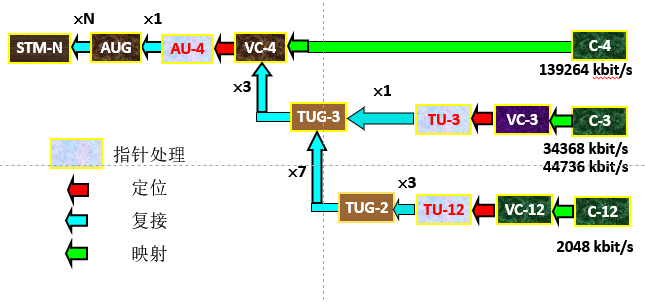 ×N
×1
STM-N
AUG
AU-4
VC-4
C-4
139264 kbit/s
×3
×1
TUG-3
TU-3
VC-3
C-3
34368 kbit/s
44736 kbit/s
指针处理
×7
×3
定位
TUG-2
TU-12
VC-12
C-12
复接
2048 kbit/s
映射